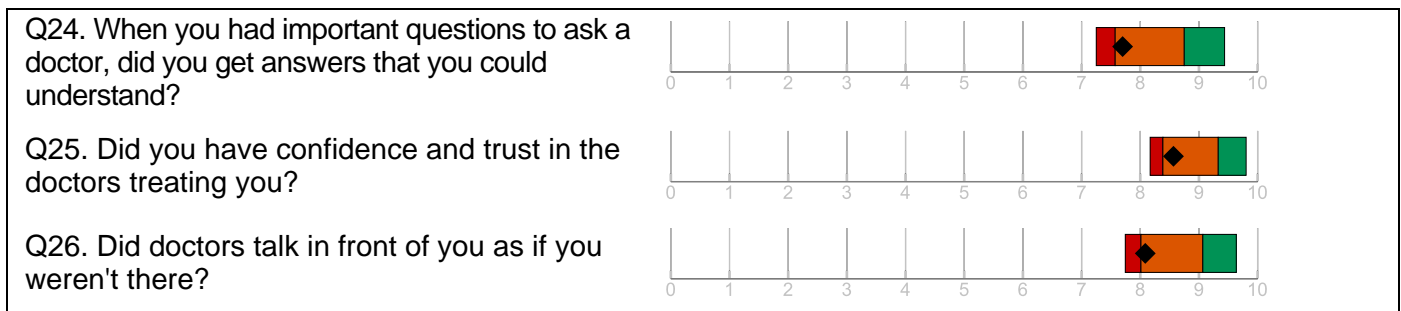 Q24. When you had important questions to ask a
doctor, did you get answers that you could
understand?
0 1 2 3 4 5 6 7 8 9 10
Q25. Did you have confidence and trust in the
doctors treating you?
0 1 2 3 4 5 6 7 8 9 10
Q26. Did doctors talk in front of you as if you
weren't there?
0 1 2 3 4 5 6 7 8 9 10